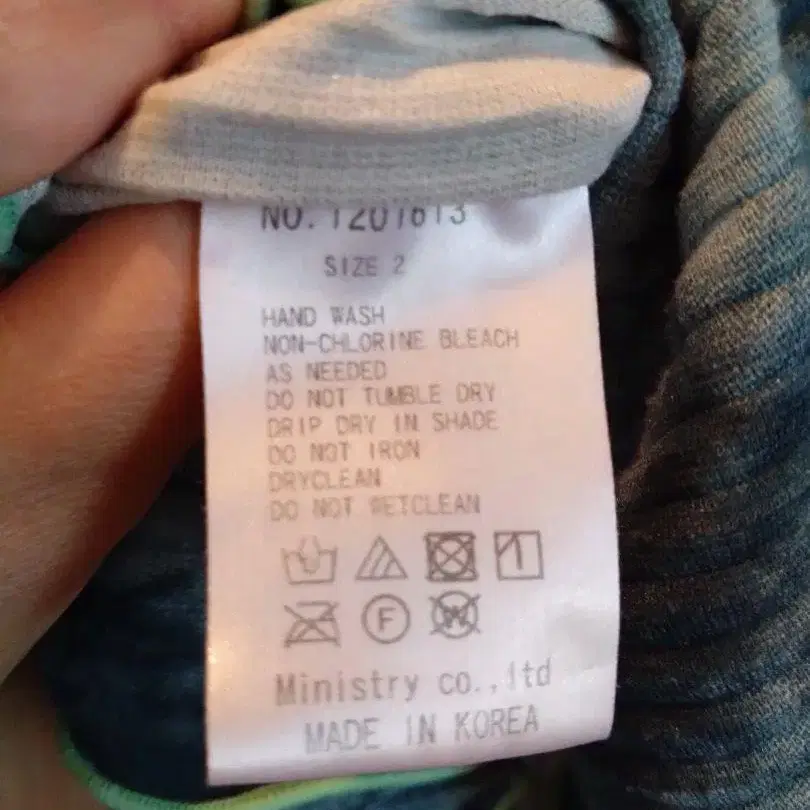 NO. 1201613
SIZE 2
HAND WASH
NON-CHLORINE BLEACH
AS NEEDED
DO NOT TUMBLE DRY
DRIP DRY IN SHADE
DO NOT IRON
DRYCLEAN
DO NOT WETCLEAN
F
W
Ministry co., ltd
MADE IN KOREA